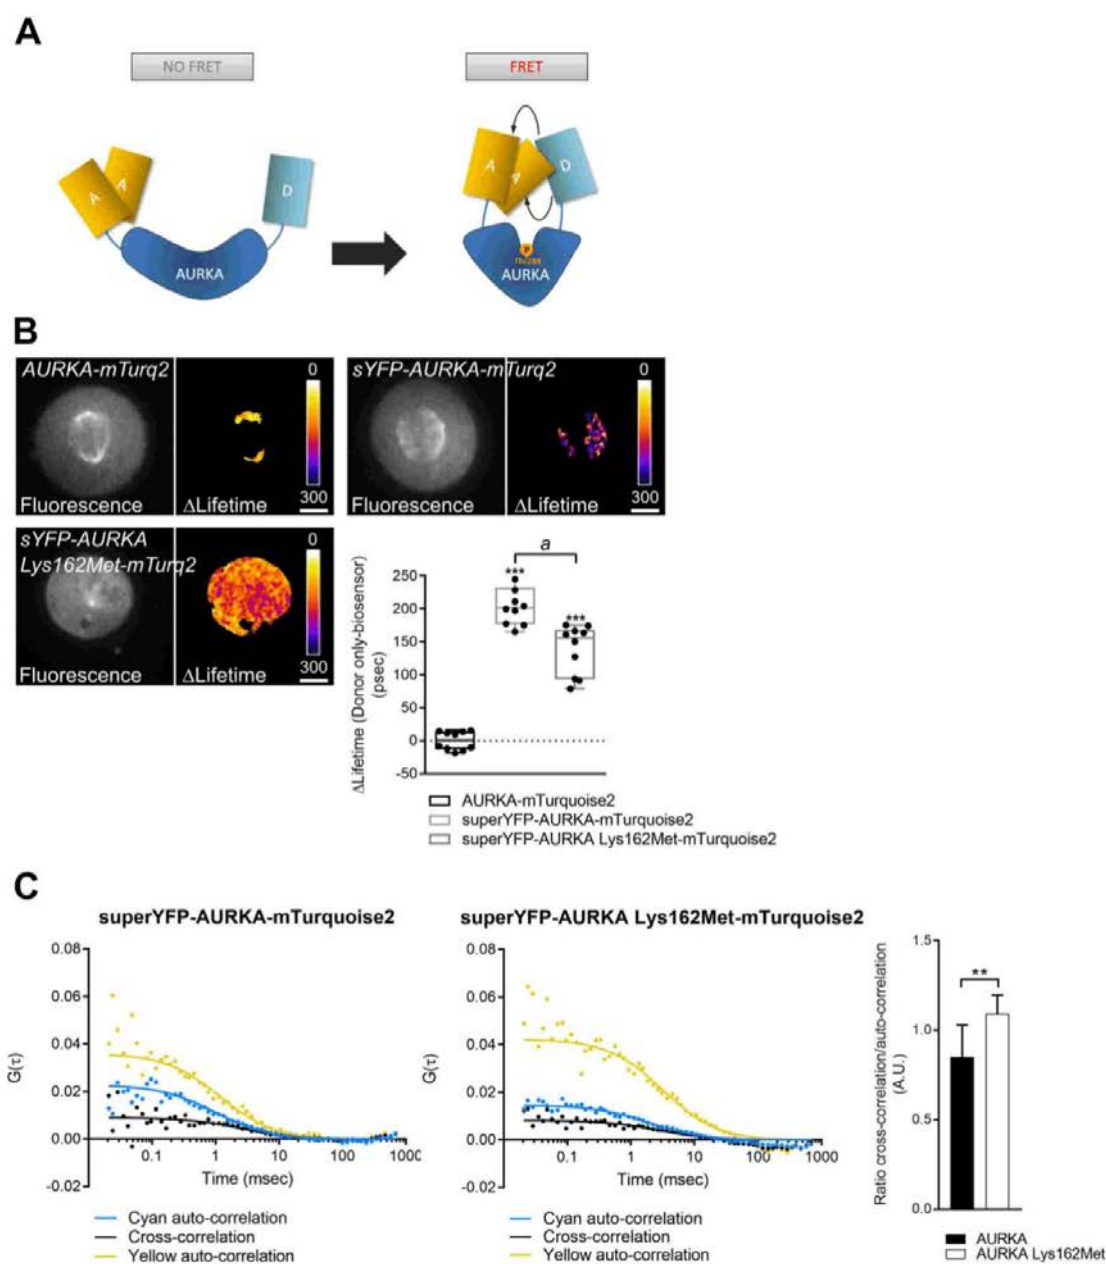 A
NO FRET
FRET
A
A
D
A
A
D
AURKA
P
Thr288
AURKA
B
AURKA-mTurq2
0
Fluorescence
ΔLifetime
300
sYFP-AURKA-mTurq2
0
Fluorescence
ΔLifetime
300
sYFP-AURKA
Lys162Met-mTurq2
0
Fluorescence
ΔLifetime
300
a
***
***
250
200
150
100
50
0
-50
ΔLifetime (Donor only-biosensor)
(psec)
AURKA-mTurquoise2
superYFP-AURKA-mTurquoise2
superYFP-AURKA Lys162Met-mTurquoise2
C
superYFP-AURKA-mTurquoise2
0.08
0.06
0.04
0.02
0.00
-0.02
G(τ)
0.1
1
10
100
1000
Time (msec)
Cyan auto-correlation
Cross-correlation
Yellow auto-correlation
superYFP-AURKA Lys162Met-mTurquoise2
0.08
0.06
0.04
0.02
0.00
-0.02
G(τ)
0.1
1
10
100
1000
Time (msec)
Cyan auto-correlation
Cross-correlation
Yellow auto-correlation
1.5
1.0
0.5
0.0
**
Ratio cross-correlation/auto-correlation
(A.U.)
AURKA
AURKA Lys162Met